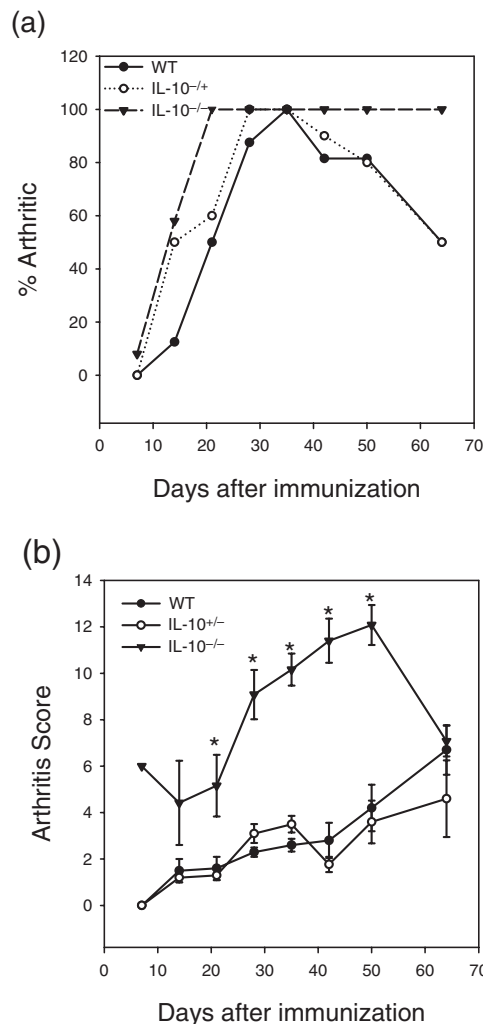 (a)
120
100
80
60
40
20
0
% Arthritic
WT
IL-10⁻/⁺
IL-10⁻/⁻
0 10 20 30 40 50 60 70
Days after immunization
(b)
14
12
10
8
6
4
2
0
Arthritis Score
WT
IL-10⁺/⁻
IL-10⁻/⁻
*
*
*
*
*
0 10 20 30 40 50 60 70
Days after immunization